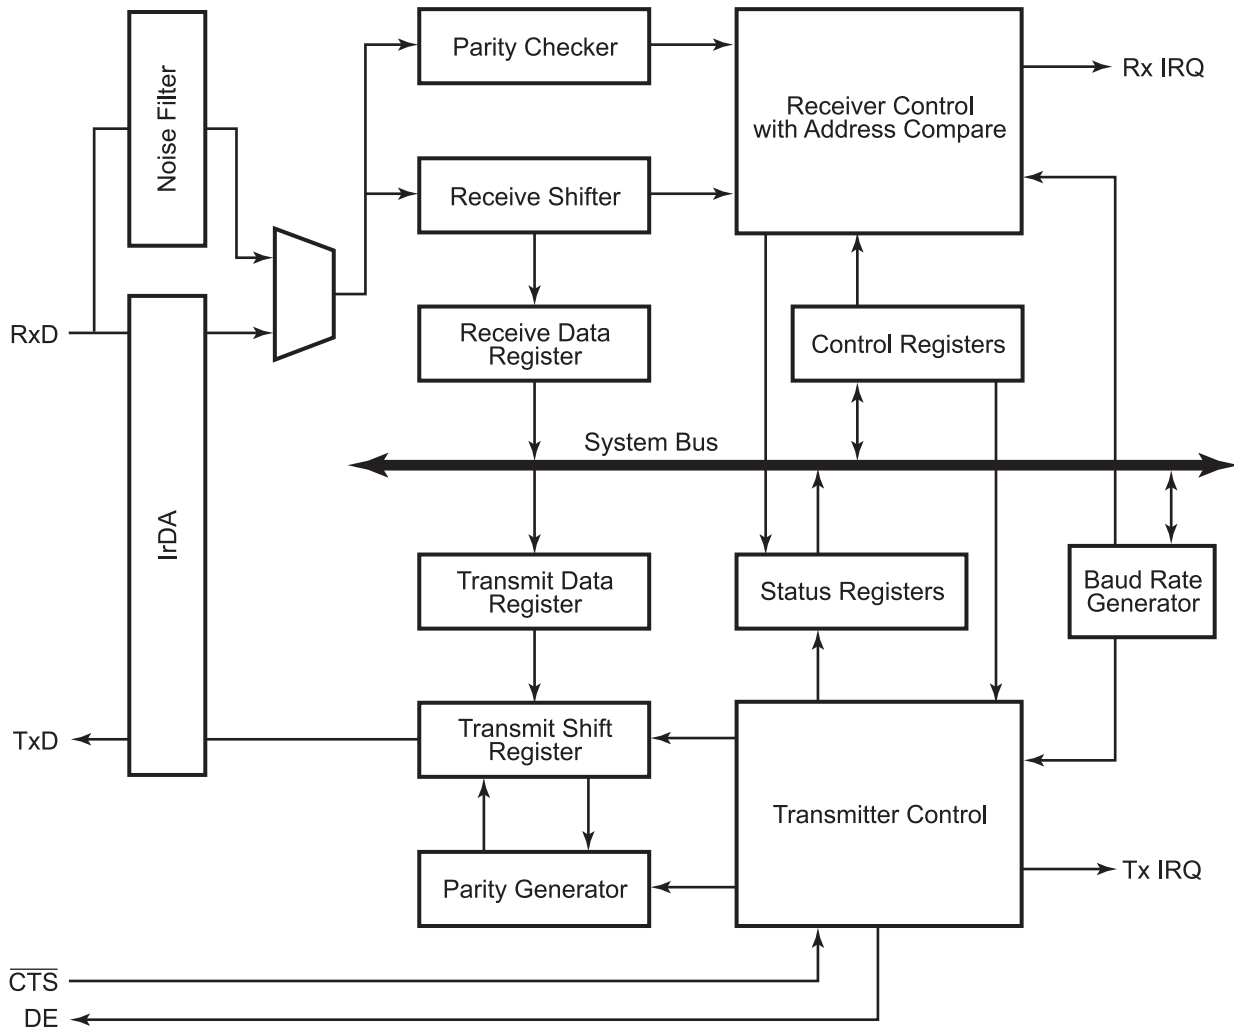 Noise Filter
Parity Checker
Receiver Control
with Address Compare
Rx IRQ
Receive Shifter
RxD
IrDA
Receive Data
Register
Control Registers
System Bus
Transmit Data
Register
Status Registers
Baud Rate
Generator
TxD
Transmit Shift
Register
Transmitter Control
Parity Generator
Tx IRQ
C̅T̅S̅
DE